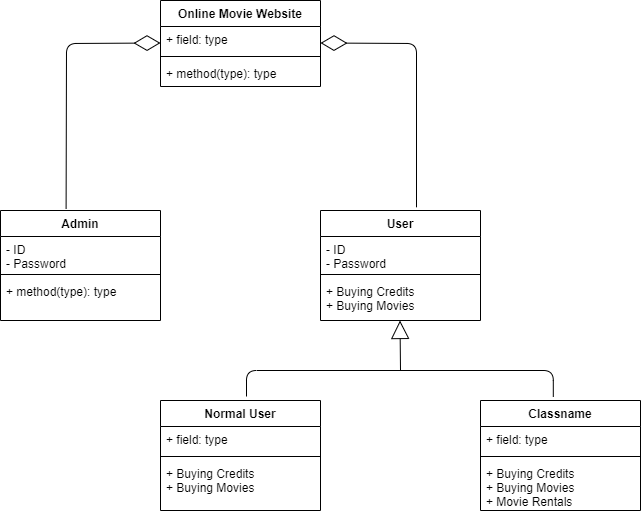 Online Movie Website
+ field: type
+ method(type): type
Admin
- ID
- Password
+ method(type): type
User
- ID
- Password
+ Buying Credits
+ Buying Movies
Normal User
+ field: type
+ Buying Credits
+ Buying Movies
Classname
+ field: type
+ Buying Credits
+ Buying Movies
+ Movie Rentals